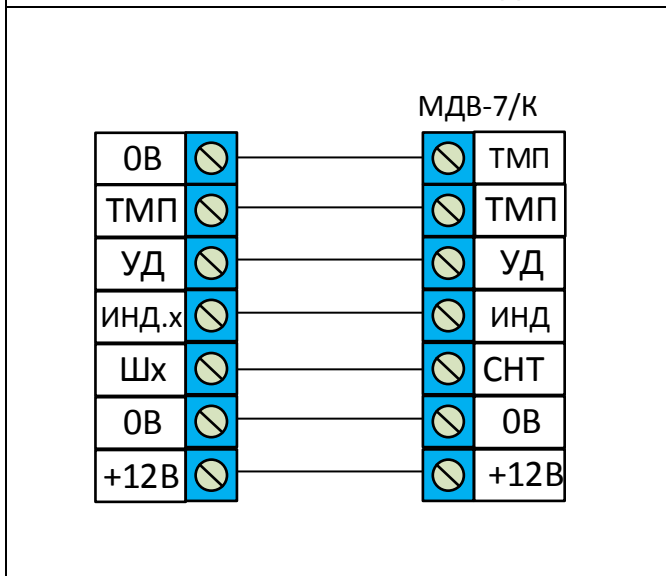 МДВ-7/К
0В ТМП
ТМП ТМП
УД УД
ИНД.х ИНД
Шх СНТ
0В 0В
+12В +12В